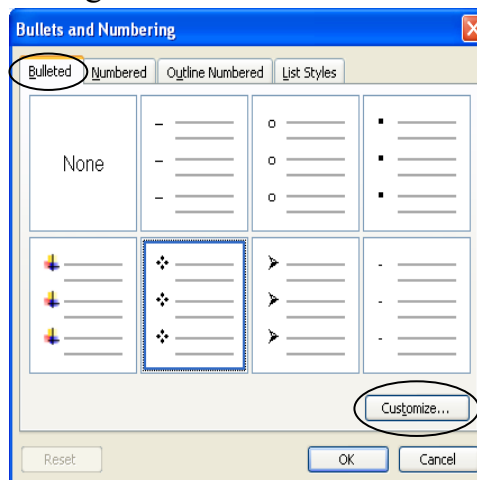 Bullets and Numbering
Bulleted Numbered Outline Numbered List Styles
None
Customize...
Reset OK Cancel